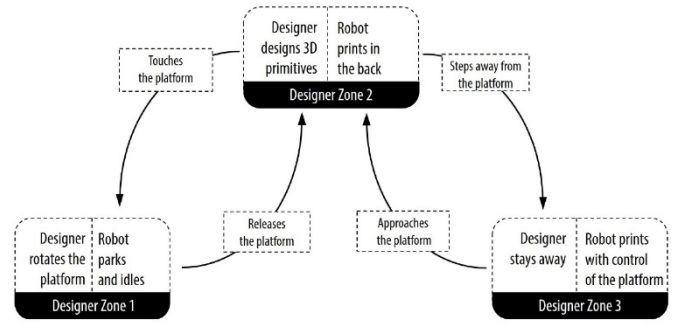 Designer
designs 3D
primitives
Robot
prints in
the back
Designer Zone 2
Touches
the platform
Steps away from
the platform
Releases
the platform
Approaches
the platform
Designer
rotates the
platform
Robot
parks
and idles
Designer Zone 1
Designer
stays away
Robot prints
with control
of the platform
Designer Zone 3